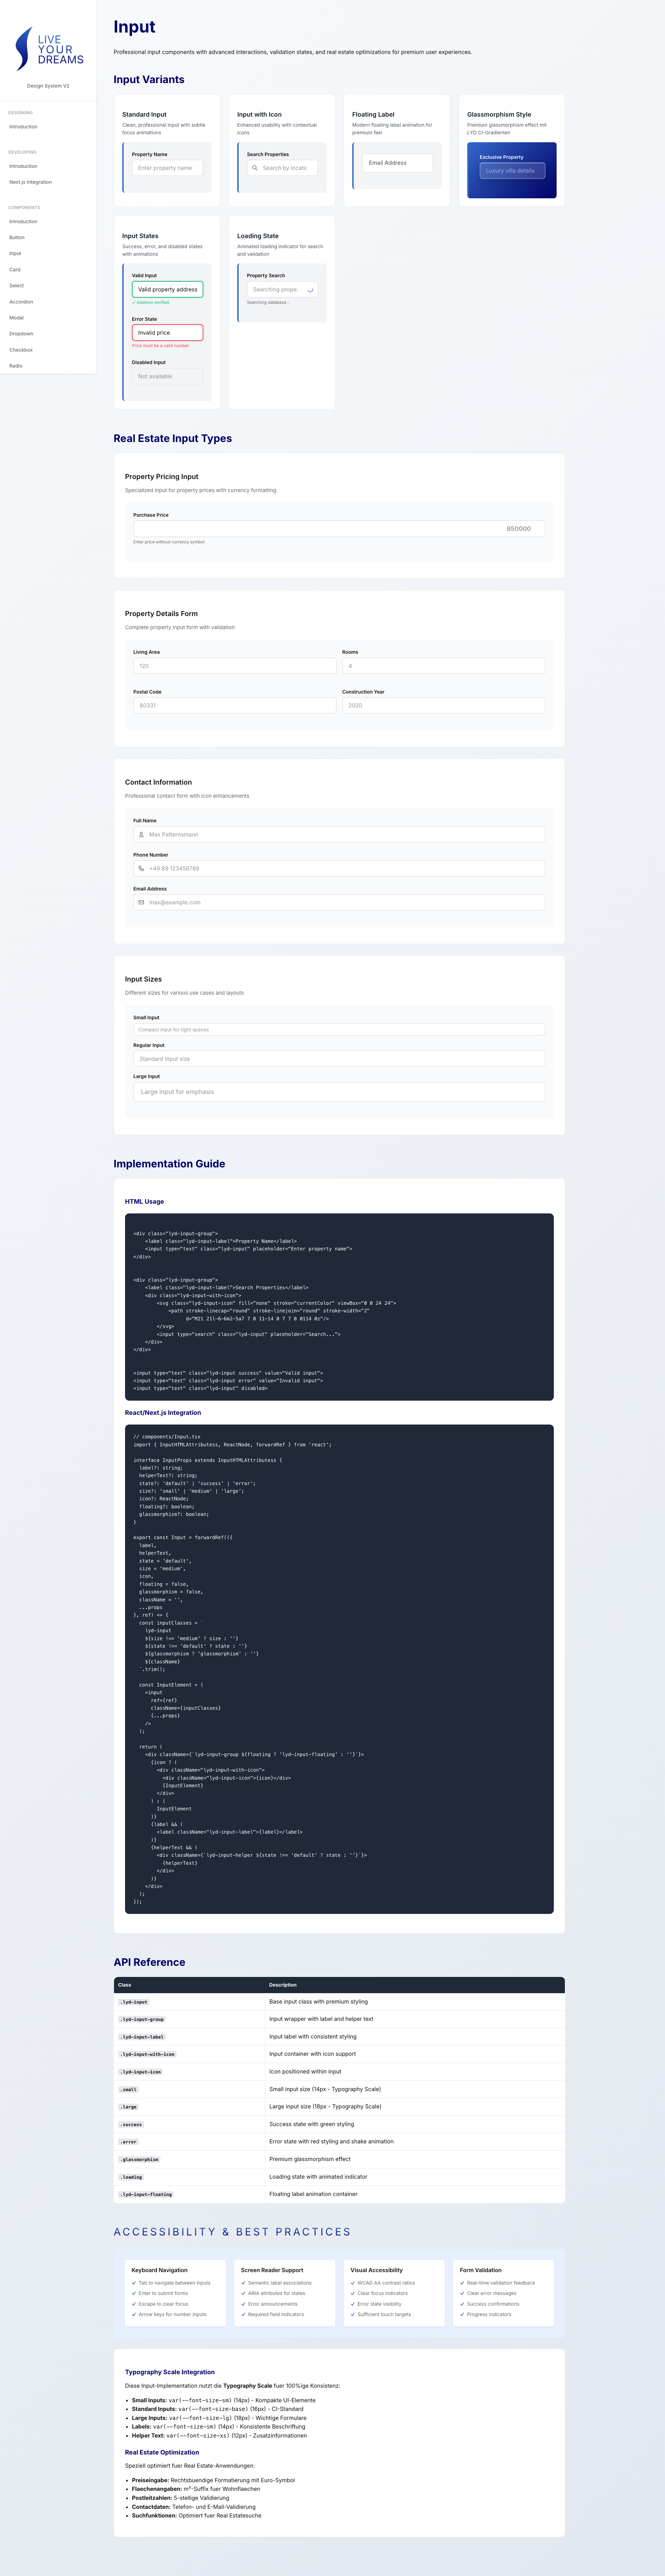 LIVE
YOUR
DREAMS
Design System V2
DESIGNING
Introduction
DEVELOPING
Introduction
Next.js Integration
COMPONENTS
Introduction
Button
Input
Card
Select
Accordion
Modal
Dropdown
Checkbox
Radio
Input
Professional input components with advanced interactions, validation states, and real estate optimizations for premium user experiences.
Input Variants
Standard Input
Clean, professional input with subtle
focus animations
Property Name
Enter property name
Input with Icon
Enhanced usability with contextual
icons
Search Properties
Search by locatio
Floating Label
Modern floating label animation for
premium feel
Email Address
Glassmorphism Style
Premium glassmorphism effect mit
LYD CI-Gradienten
Exclusive Property
Luxury villa details
Input States
Success, error, and disabled states
with animations
Valid Input
Valid property address
✓ Address verified
Error State
Invalid price
Price must be a valid number
Disabled Input
Not available
Loading State
Animated loading indicator for search
and validation
Property Search
Searching prope
Searching database...
Real Estate Input Types
Property Pricing Input
Specialized input for property prices with currency formatting
Purchase Price
850000
Enter price without currency symbol
Property Details Form
Complete property input form with validation
Living Area
Rooms
120
4
Postal Code
Construction Year
80331
2020
Contact Information
Professional contact form with icon enhancements
Full Name
Max Patternsmann
Phone Number
+49 89 123456789
Email Address
max@example.com
Input Sizes
Different sizes for various use cases and layouts
Small Input
Compact input for tight spaces
Regular Input
Standard input size
Large Input
Large input for emphasis
Implementation Guide
HTML Usage
<div class="lyd-input-group">
    <label class="lyd-input-label">Property Name</label>
    <input type="text" class="lyd-input" placeholder="Enter property name">
</div>
<div class="lyd-input-group">
    <label class="lyd-input-label">Search Properties</label>
    <div class="lyd-input-with-icon">
        <svg class="lyd-input-icon" fill="none" stroke="currentColor" viewBox="0 0 24 24">
            <path stroke-linecap="round" stroke-linejoin="round" stroke-width="2"
                  d="M21 21l-6-6m2-5a7 7 0 11-14 0 7 7 0 0114 0z"/>
        </svg>
        <input type="search" class="lyd-input" placeholder="Search...">
    </div>
</div>
<input type="text" class="lyd-input success" value="Valid input">
<input type="text" class="lyd-input error" value="Invalid input">
<input type="text" class="lyd-input" disabled>
React/Next.js Integration
// components/Input.tsx
import { InputHTMLAttributess, ReactNode, forwardRef } from 'react';
interface InputProps extends InputHTMLAttributess {
  label?: string;
  helperText?: string;
  state?: 'default' | 'success' | 'error';
  size?: 'small' | 'medium' | 'large';
  icon?: ReactNode;
  floating?: boolean;
  glassmorphism?: boolean;
}
export const Input = forwardRef(({
  label,
  helperText,
  state = 'default',
  size = 'medium',
  icon,
  floating = false,
  glassmorphism = false,
  className = '',
  ...props
}, ref) => {
  const inputClasses = `
    lyd-input
    ${size !== 'medium' ? size : ''}
    ${state !== 'default' ? state : ''}
    ${glassmorphism ? 'glassmorphism' : ''}
    ${className}
  `.trim();
  const InputElement = (
    <input
      ref={ref}
      className={inputClasses}
      {...props}
    />
  );
  return (
    <div className={`lyd-input-group ${floating ? 'lyd-input-floating' : ''}`}>
      {icon ? (
        <div className="lyd-input-with-icon">
          <div className="lyd-input-icon">{icon}</div>
          {InputElement}
        </div>
      ) : (
        InputElement
      )}
      {label && (
        <label className="lyd-input-label">{label}</label>
      )}
      {helperText && (
        <div className={`lyd-input-helper ${state !== 'default' ? state : ''}`}>
          {helperText}
        </div>
      )}
    </div>
  );
});
API Reference
Class Description
.lyd-input Base input class with premium styling
.lyd-input-group Input wrapper with label and helper text
.lyd-input-label Input label with consistent styling
.lyd-input-with-icon Input container with icon support
.lyd-input-icon Icon positioned within input
.small Small input size (14px - Typography Scale)
.large Large input size (18px - Typography Scale)
.success Success state with green styling
.error Error state with red styling and shake animation
.glassmorphism Premium glassmorphism effect
.loading Loading state with animated indicator
.lyd-input-floating Floating label animation container
ACCESSIBILITY & BEST PRACTICES
Keyboard Navigation
✓ Tab to navigate between inputs
✓ Enter to submit forms
✓ Escape to clear focus
✓ Arrow keys for number inputs
Screen Reader Support
✓ Semantic label associations
✓ ARIA attributes for states
✓ Error announcements
✓ Required field indicators
Visual Accessibility
✓ WCAG AA contrast ratios
✓ Clear focus indicators
✓ Error state visibility
✓ Sufficient touch targets
Form Validation
✓ Real-time validation feedback
✓ Clear error messages
✓ Success confirmations
✓ Progress indicators
Typography Scale Integration
Diese Input-Implementation nutzt die Typography Scale fuer 100%ige Konsistenz:
• Small Inputs: var(--font-size-sm) (14px) - Kompakte UI-Elemente
• Standard Inputs: var(--font-size-base) (16px) - CI-Standard
• Large Inputs: var(--font-size-lg) (18px) - Wichtige Formulare
• Labels: var(--font-size-sm) (14px) - Konsistente Beschriftung
• Helper Text: var(--font-size-xs) (12px) - Zusatzinformationen
Real Estate Optimization
Speziell optimiert fuer Real Estate-Anwendungen:
• Preiseingabe: Rechtsbuendige Formatierung mit Euro-Symbol
• Flaechenangaben: m²-Suffix fuer Wohnflaechen
• Postleitzahlen: 5-stellige Validierung
• Contactdaten: Telefon- und E-Mail-Validierung
• Suchfunktionen: Optimiert fuer Real Estatesuche